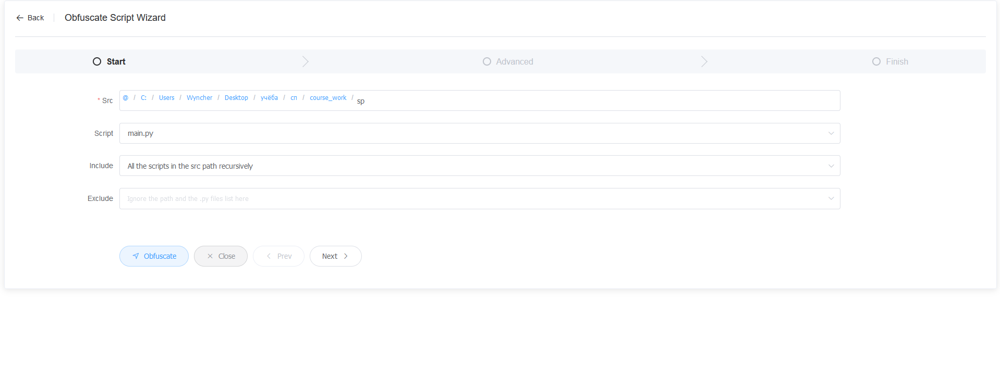 Back Obfuscate Script Wizard
Start Advanced Finish
* Src @ / C: / Users / Wyncher / Desktop / учёба / сп / course_work / sp
Script main.py
Include All the scripts in the src path recursively
Exclude Ignore the path and the .py files list here
Obfuscate Close Prev Next